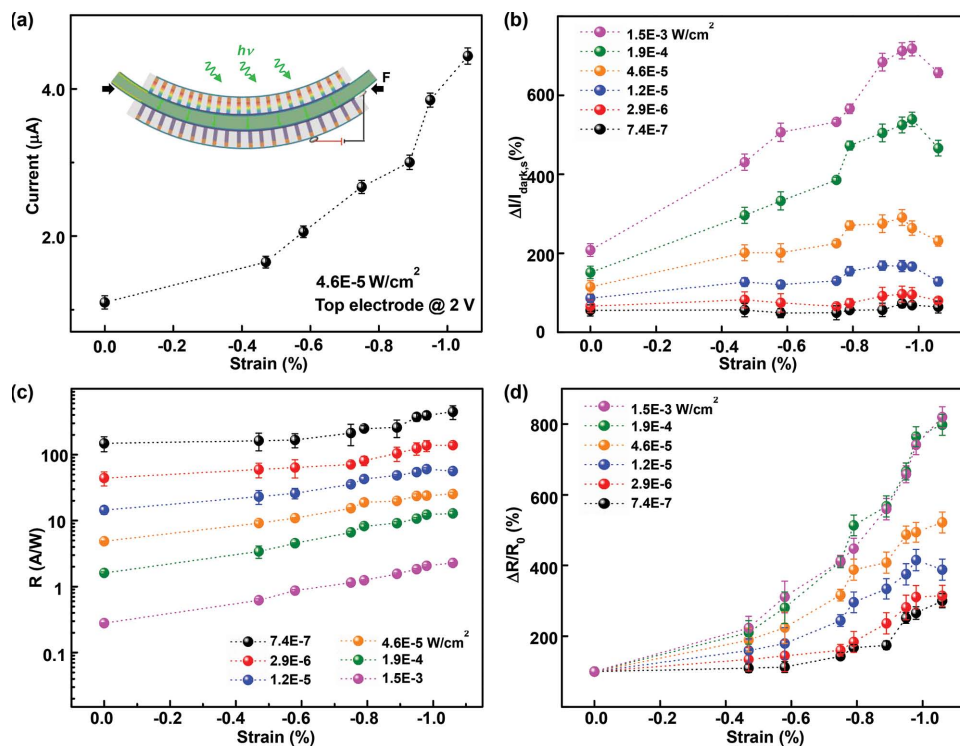 (a)
hν
F
4.6E-5 W/cm²
Top electrode @ 2 V
4.0
2.0
Current (μA)
0.0 -0.2 -0.4 -0.6 -0.8 -1.0
Strain (%)
(b)
1.5E-3 W/cm²
1.9E-4
4.6E-5
1.2E-5
2.9E-6
7.4E-7
600
400
200
0
ΔI/I_dark,s (%)
0.0 -0.2 -0.4 -0.6 -0.8 -1.0
Strain (%)
(c)
100
10
1
0.1
R (A/W)
7.4E-7 4.6E-5 W/cm²
2.9E-6 1.9E-4
1.2E-5 1.5E-3
0.0 -0.2 -0.4 -0.6 -0.8 -1.0
Strain (%)
(d)
1.5E-3 W/cm²
1.9E-4
4.6E-5
1.2E-5
2.9E-6
7.4E-7
800
600
400
200
ΔR/R₀ (%)
0.0 -0.2 -0.4 -0.6 -0.8 -1.0
Strain (%)